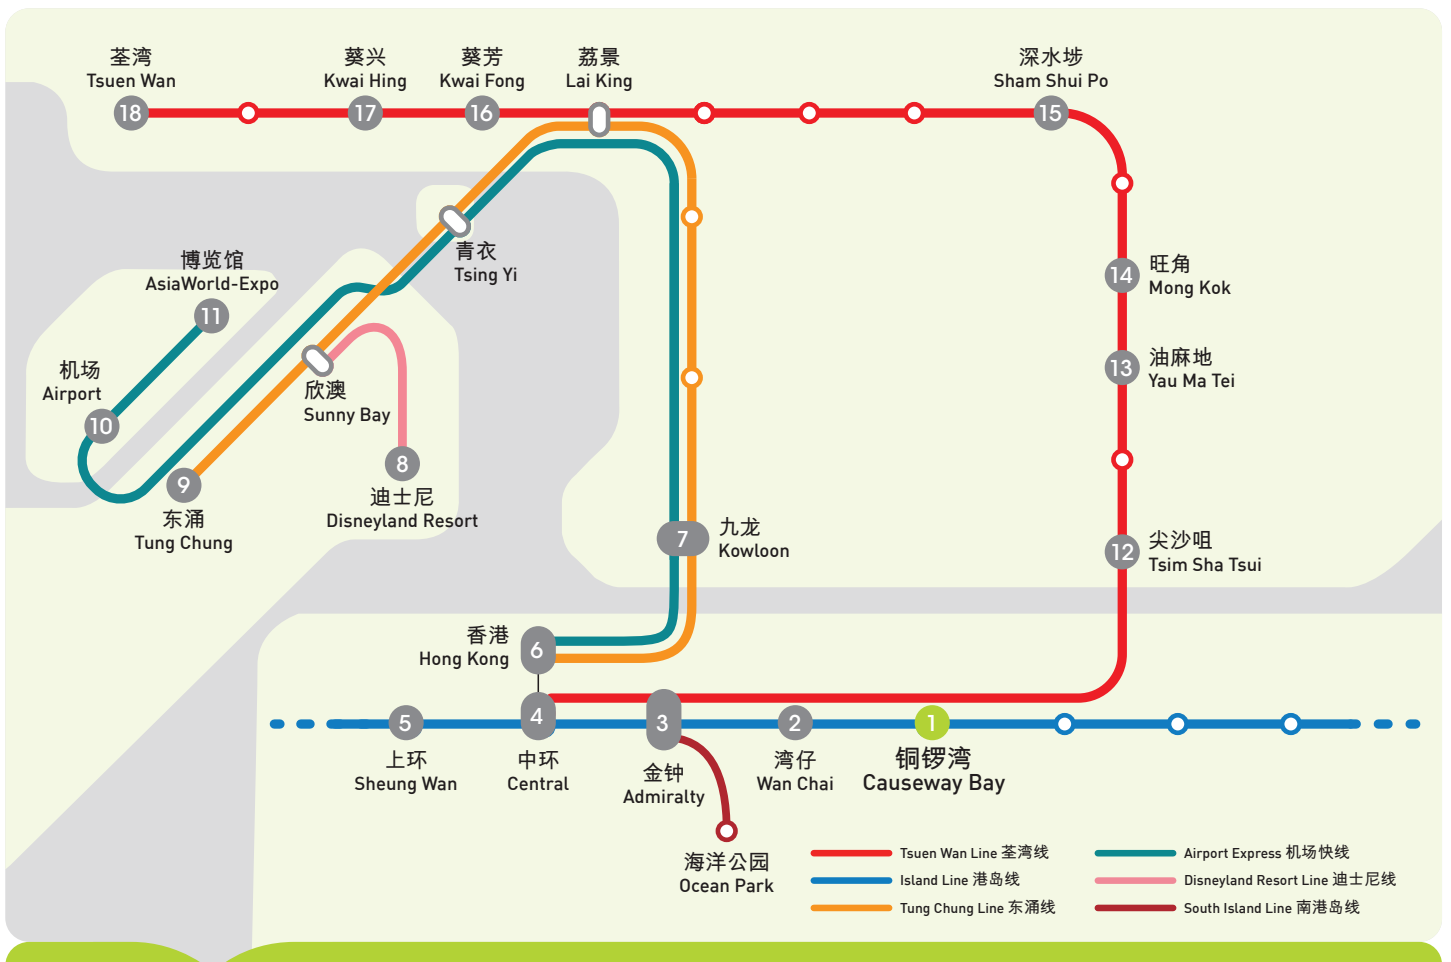 荃湾
Tsuen Wan
18
葵兴
Kwai Hing
17
葵芳
Kwai Fong
16
荔景
Lai King
深水埗
Sham Shui Po
15
青衣
Tsing Yi
博览馆
AsiaWorld-Expo
11
14
旺角
Mong Kok
机场
Airport
10
欣澳
Sunny Bay
13
油麻地
Yau Ma Tei
9
东涌
Tung Chung
8
迪士尼
Disneyland Resort
7
九龙
Kowloon
12
尖沙咀
Tsim Sha Tsui
香港
Hong Kong
6
5
上环
Sheung Wan
4
中环
Central
3
金钟
Admiralty
2
湾仔
Wan Chai
1
铜锣湾
Causeway Bay
海洋公园
Ocean Park
Tsuen Wan Line 荃湾线
Island Line 港岛线
Tung Chung Line 东涌线
Airport Express 机场快线
Disneyland Resort Line 迪士尼线
South Island Line 南港岛线